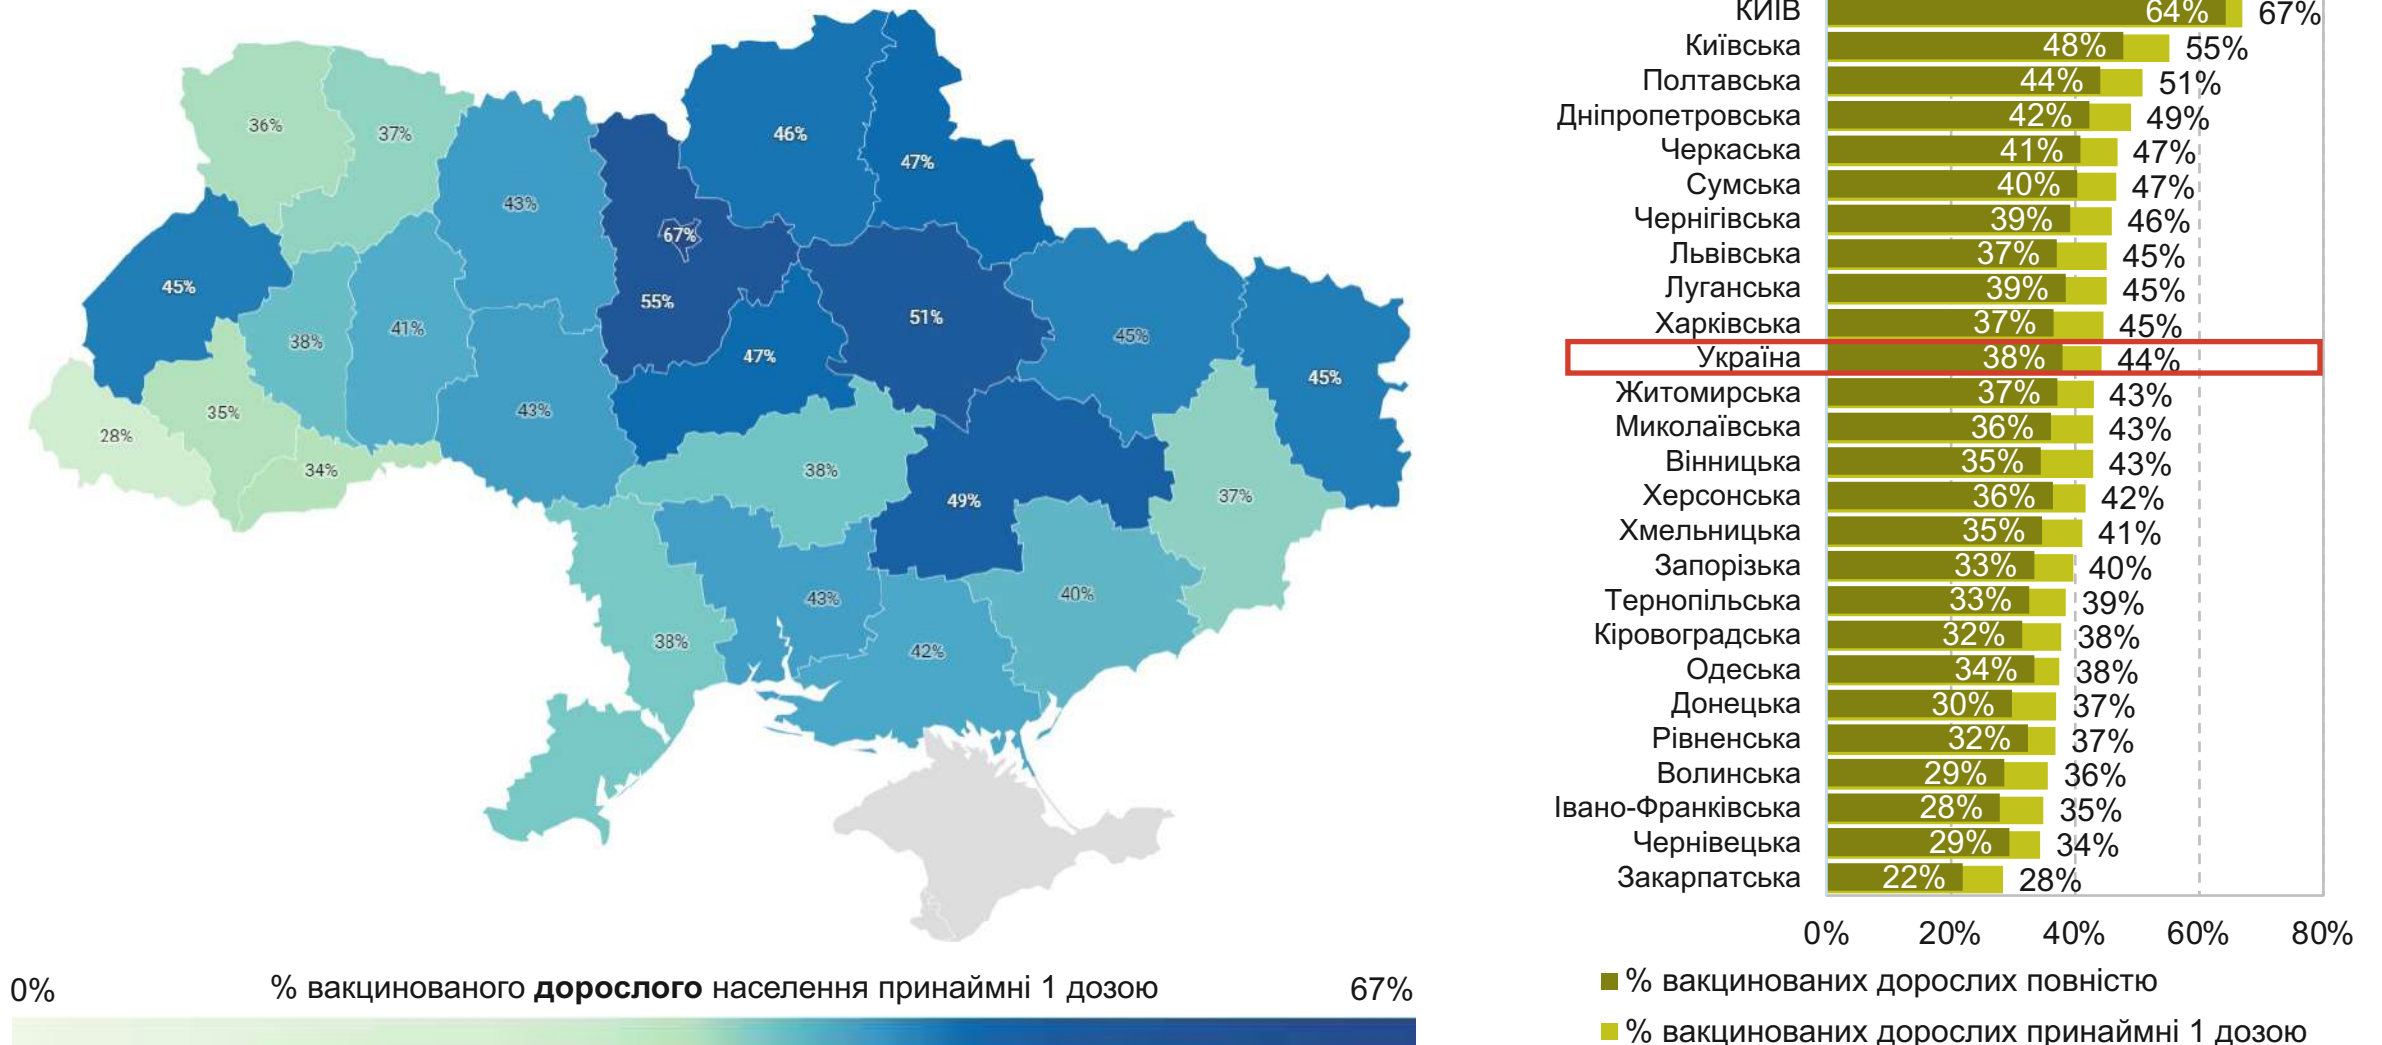 36%
37%
46%
47%
43%
67%
45%
55%
51%
38%
41%
47%
45%
45%
28%
35%
34%
43%
38%
49%
37%
38%
43%
42%
40%
0%
% вакцинованого дорослого населення принаймні 1 дозою
67%
КИЇВ 64% 67%
Київська 48% 55%
Полтавська 44% 51%
Дніпропетровська 42% 49%
Черкаська 41% 47%
Сумська 40% 47%
Чернігівська 39% 46%
Львівська 37% 45%
Луганська 39% 45%
Харківська 37% 45%
Україна 38% 44%
Житомирська 37% 43%
Миколаївська 36% 43%
Вінницька 35% 43%
Херсонська 36% 42%
Хмельницька 35% 41%
Запорізька 33% 40%
Тернопільська 33% 39%
Кіровоградська 32% 38%
Одеська 34% 38%
Донецька 30% 37%
Рівненська 32% 37%
Волинська 29% 36%
Івано-Франківська 28% 35%
Чернівецька 29% 34%
Закарпатська 22% 28%
0% 20% 40% 60% 80%
% вакцинованих дорослих повністю
% вакцинованих дорослих принаймні 1 дозою